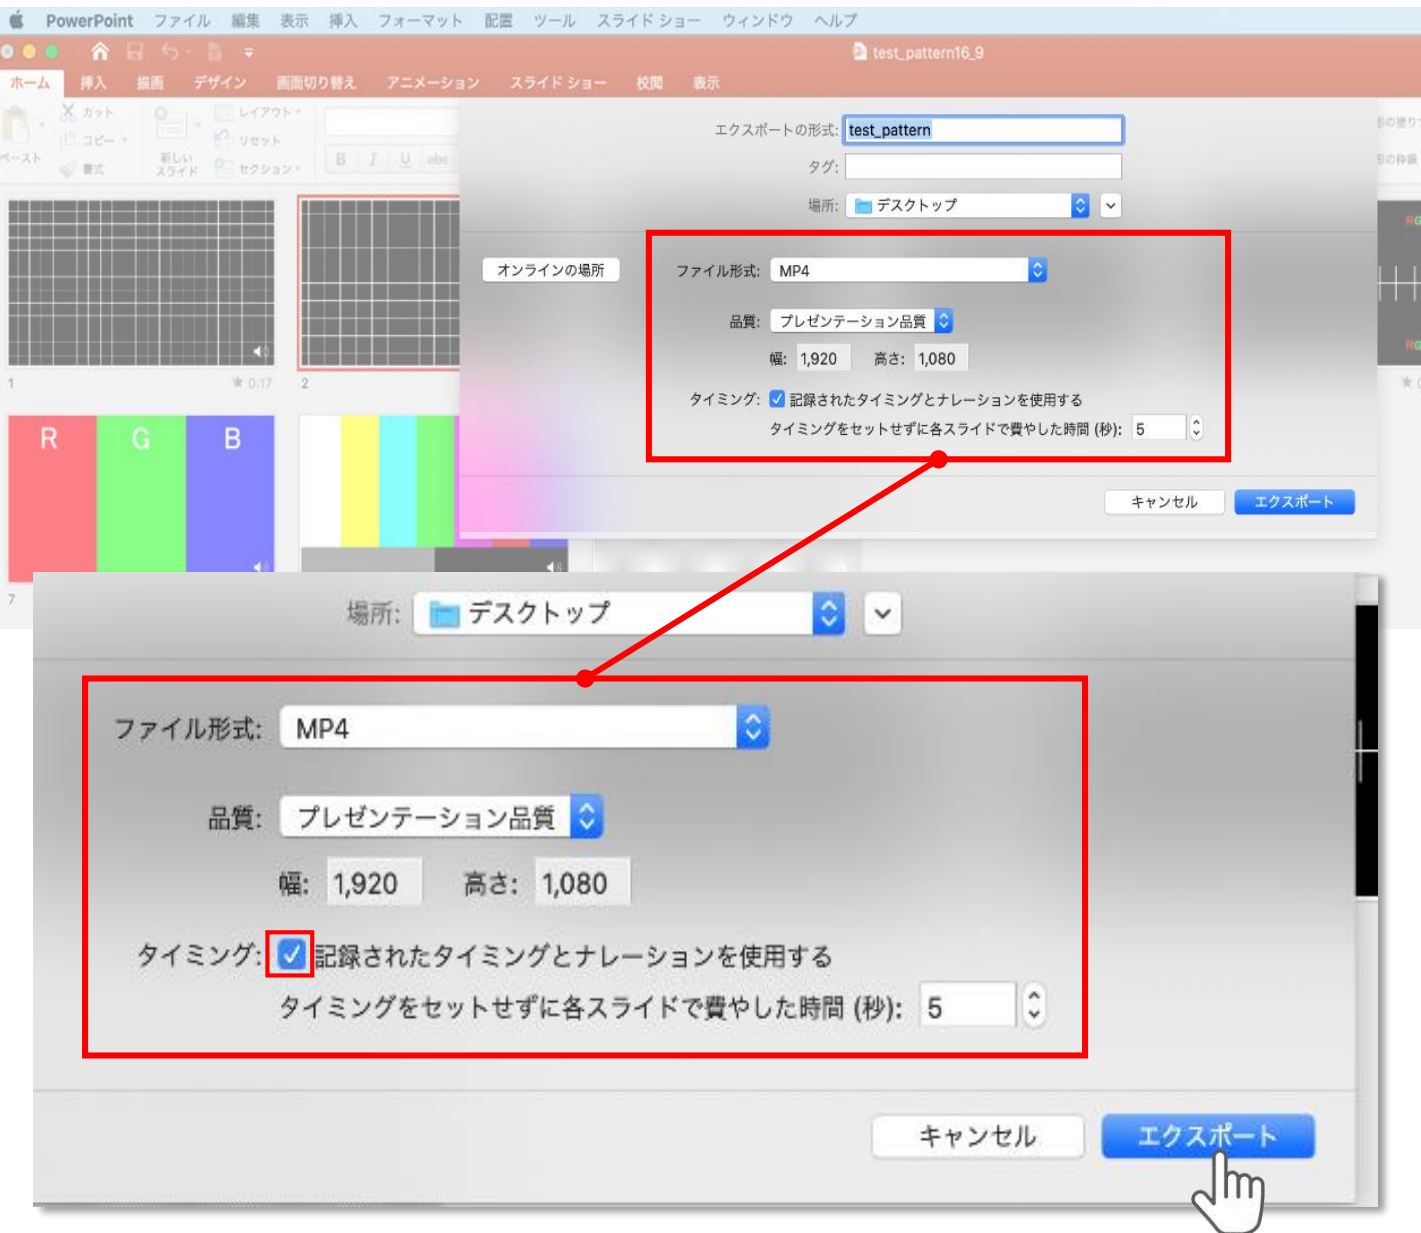 PowerPoint ファイル 編集 表示 挿入 フォーマット 配置 ツール スライド ショー ウィンドウ ヘルプ
test_pattern16_9
ホーム 挿入 描画 デザイン 画面切り替え アニメーション スライド ショー 校閲 表示
カット
コピー
ペースト
書式
新しい
スライド
レイアウト
リセット
セクション
B I U abc
エクスポートの形式: test_pattern
タグ:
場所: デスクトップ
オンラインの場所
ファイル形式: MP4
品質: プレゼンテーション品質
幅: 1,920 高さ: 1,080
タイミング: 記録されたタイミングとナレーションを使用する
タイミングをセットせずに各スライドで費やした時間 (秒): 5
キャンセル エクスポート
形の塗り
形の枠線
RG
RG
1 0:17 2
R G B
7
場所: デスクトップ
ファイル形式: MP4
品質: プレゼンテーション品質
幅: 1,920 高さ: 1,080
タイミング: 記録されたタイミングとナレーションを使用する
タイミングをセットせずに各スライドで費やした時間 (秒): 5
キャンセル エクスポート